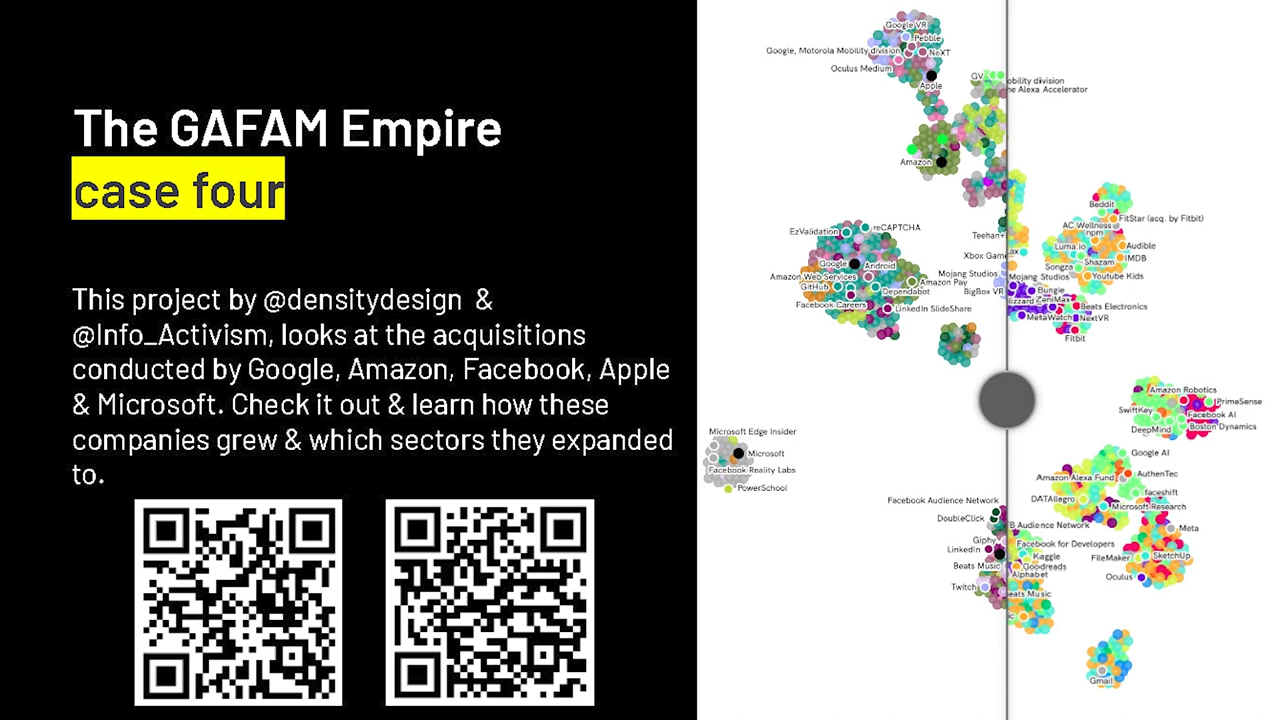 The GAFAM Empire
case four
This project by @densitydesign &
@Info_Activism, looks at the acquisitions
conducted by Google, Amazon, Facebook, Apple
& Microsoft. Check it out & learn how these
companies grew & which sectors they expanded
to.
Google VR
Pebble
Google, Motorola Mobility division
NeXT
Oculus Medium
Apple
GV
obility division
ne Alexa Accelerator
Amazon
Beddit
FitStar (acq. by Fitbit)
AC Wellness
npm
EzValidation
reCAPTCHA
Teehan+
Luma.io
Audible
Xbox Game
Shazam
IMDB
Google
Android
Songza
Mojang Studios
Mojang Studios
Youtube Kids
Amazon Web Services
Amazon Pay
GitHub
Dependabot
BigBox VR
Bungie
Facebook Careers
lizzard
ZeniMax
LinkedIn SlideShare
Beats Electronics
MetaWatch
NextVR
Fitbit
Amazon Robotics
PrimeSense
SwiftKey
Facebook AI
DeepMind
Boston Dynamics
Microsoft Edge Insider
Microsoft
Google AI
Facebook Reality Labs
Amazon Alexa Fund
AuthenTec
PowerSchool
faceshift
Facebook Audience Network
DATAllegro
Microsoft Research
DoubleClick
FB Audience Network
Meta
Giphy
Facebook for Developers
LinkedIn
Kaggle
FileMaker
SketchUp
Beats Music
Goodreads
Alphabet
Oculus
Twitch
eats Music
Gmail